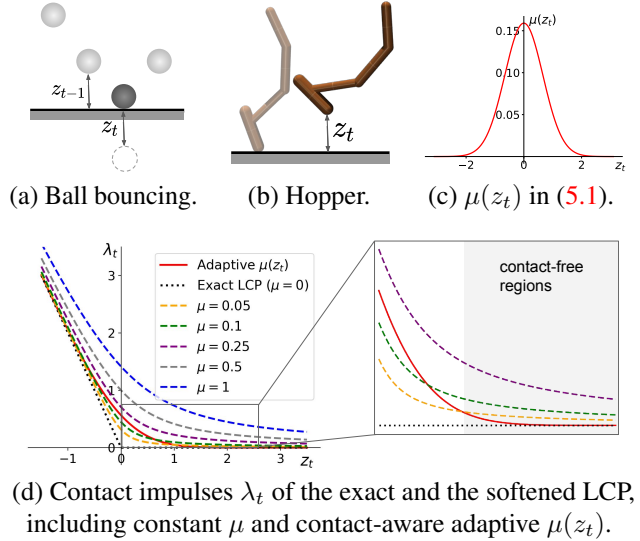 z_{t−1}
z_t
z_t
μ(z_t)
0.15
0.10
0.05
−2 0 2 z_t
(a) Ball bouncing. (b) Hopper. (c) μ(z_t) in (5.1).
λ_t
3
2
1
0
−1 0 1 2 3 z_t
Adaptive μ(z_t)
Exact LCP (μ = 0)
μ = 0.05
μ = 0.1
μ = 0.25
μ = 0.5
μ = 1
contact-free
regions
(d) Contact impulses λ_t of the exact and the softened LCP,
including constant μ and contact-aware adaptive μ(z_t).